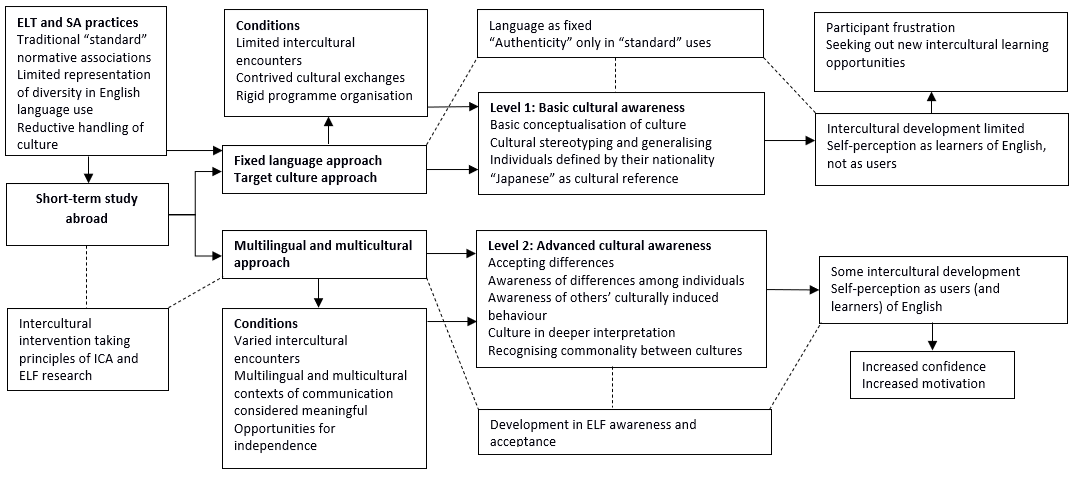 ELT and SA practices
Traditional “standard”
normative associations
Limited representation
of diversity in English
language use
Reductive handling of
culture
Short-term study
abroad
Intercultural
intervention taking
principles of ICA and
ELF research
Conditions
Limited intercultural
encounters
Contrived cultural exchanges
Rigid programme organisation
Fixed language approach
Target culture approach
Multilingual and multicultural
approach
Conditions
Varied intercultural
encounters
Multilingual and multicultural
contexts of communication
considered meaningful
Opportunities for
independence
Language as fixed
“Authenticity” only in “standard” uses
Level 1: Basic cultural awareness
Basic conceptualisation of culture
Cultural stereotyping and generalising
Individuals defined by their nationality
“Japanese” as cultural reference
Level 2: Advanced cultural awareness
Accepting differences
Awareness of differences among individuals
Awareness of others’ culturally induced
behaviour
Culture in deeper interpretation
Recognising commonality between cultures
Development in ELF awareness and
acceptance
Participant frustration
Seeking out new intercultural learning
opportunities
Intercultural development limited
Self-perception as learners of English,
not as users
Some intercultural development
Self-perception as users (and
learners) of English
Increased confidence
Increased motivation